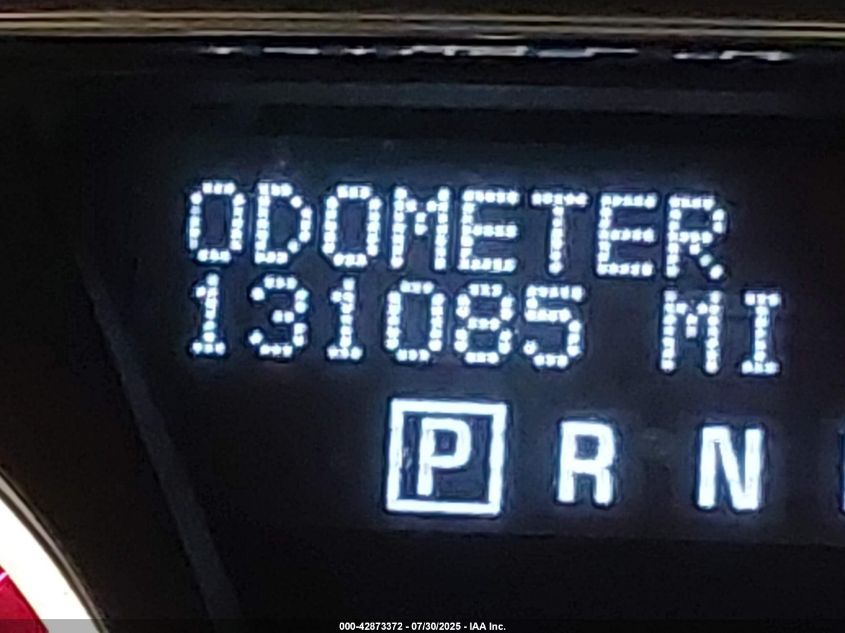 ODOMETER
131085 MI
P R N
000-42873372 - 07/30/2025 - IAA Inc.